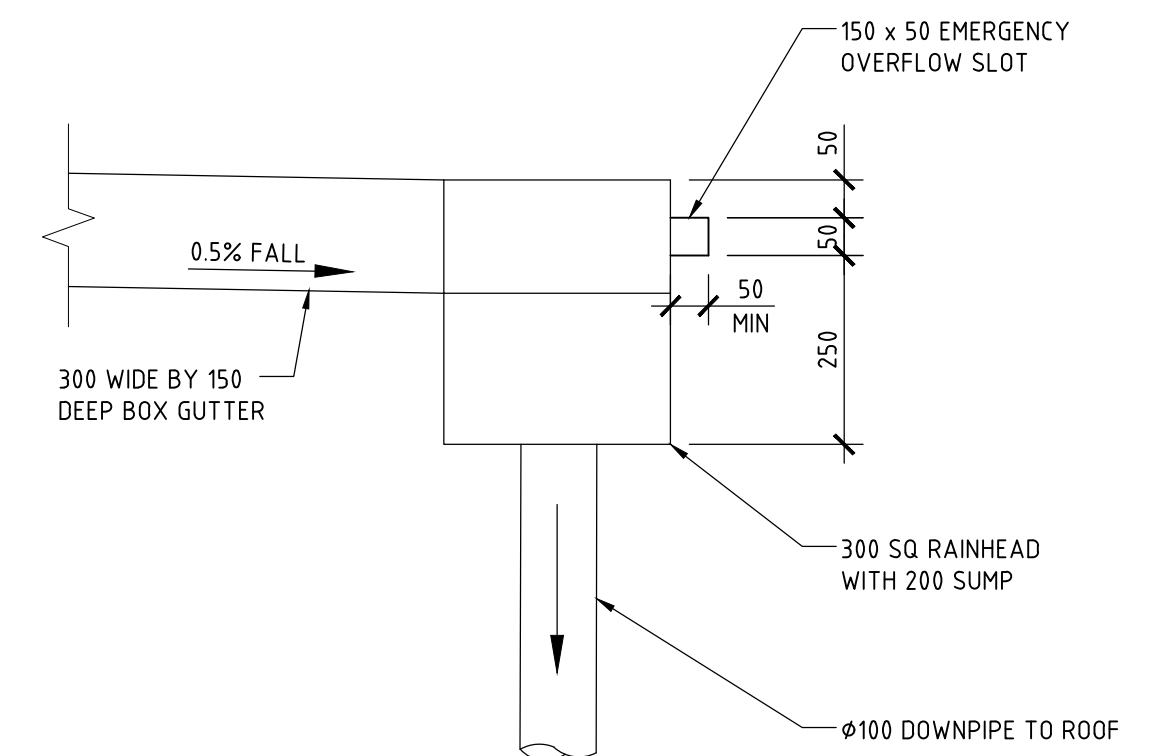 150 x 50 EMERGENCY
OVERFLOW SLOT
50
50
0.5% FALL
50
MIN
250
300 WIDE BY 150
DEEP BOX GUTTER
300 SQ RAINHEAD
WITH 200 SUMP
Ø100 DOWNPIPE TO ROOF